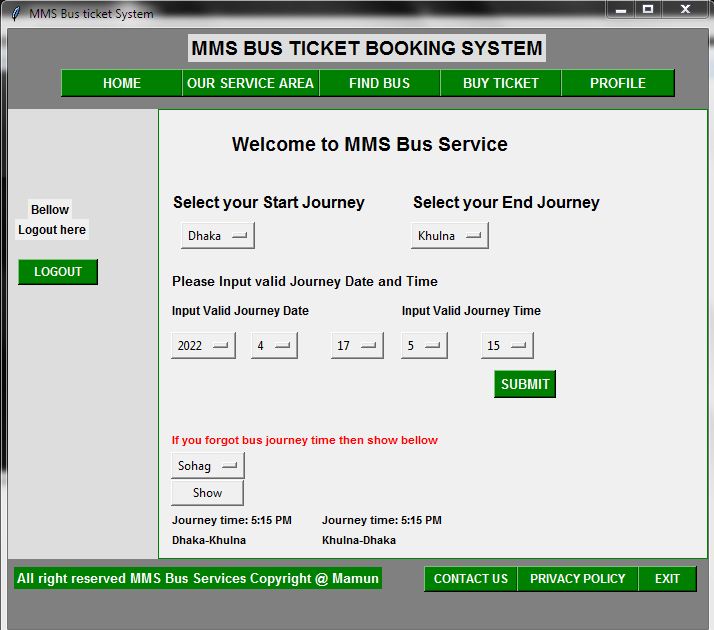 MMS Bus ticket System
MMS BUS TICKET BOOKING SYSTEM
HOME OUR SERVICE AREA FIND BUS BUY TICKET PROFILE
Welcome to MMS Bus Service
Bellow
Logout here
LOGOUT
Select your Start Journey Select your End Journey
Dhaka Khulna
Please Input valid Journey Date and Time
Input Valid Journey Date Input Valid Journey Time
2022 4 17 5 15
SUBMIT
If you forgot bus journey time then show bellow
Sohag
Show
Journey time: 5:15 PM Journey time: 5:15 PM
Dhaka-Khulna Khulna-Dhaka
All right reserved MMS Bus Services Copyright @ Mamun
CONTACT US PRIVACY POLICY EXIT